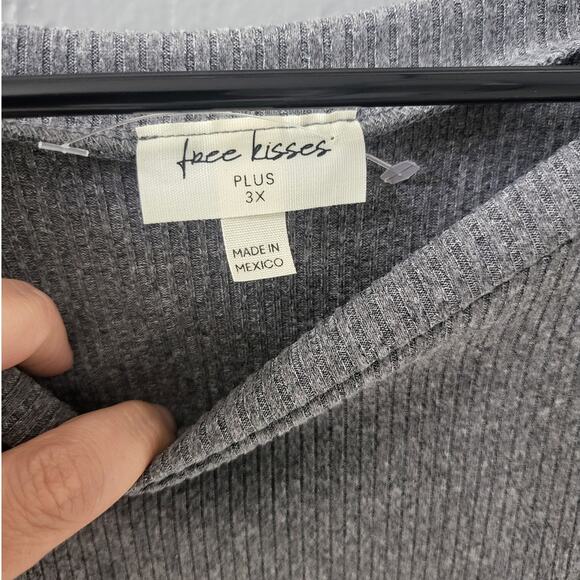 free kisses
PLUS
3X
MADE IN
MEXICO